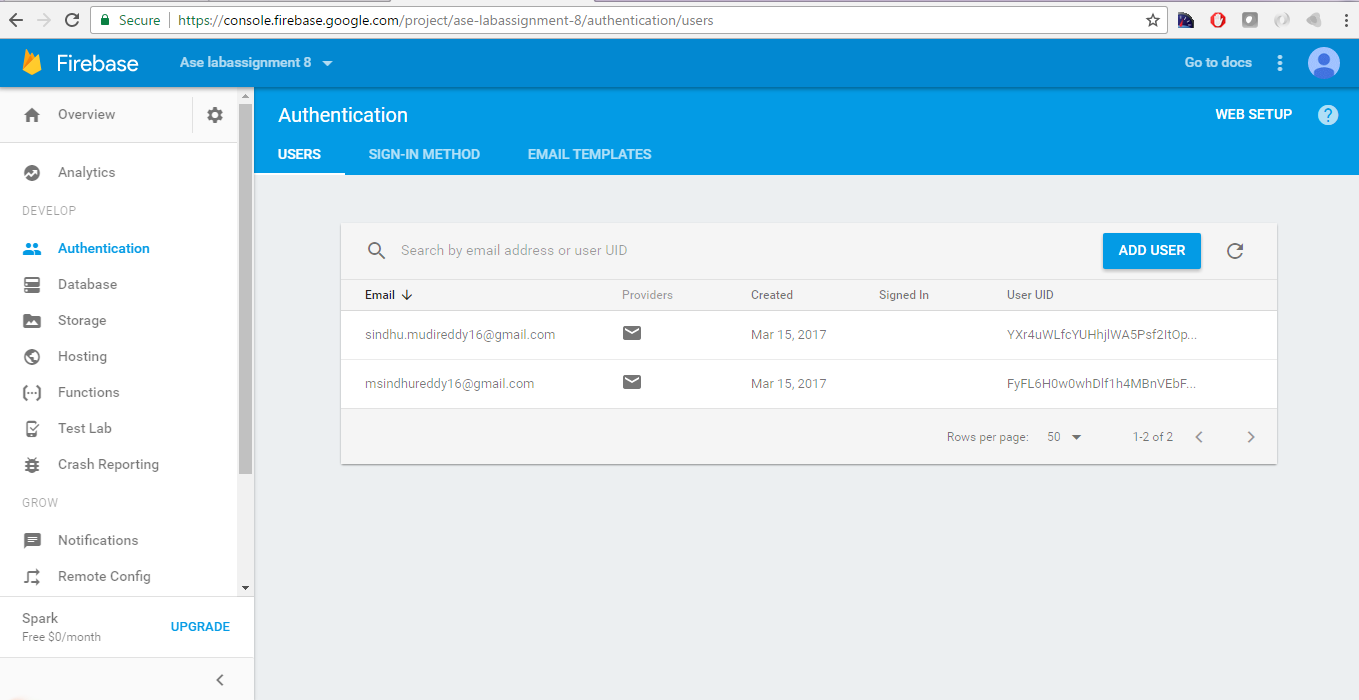 Secure https://console.firebase.google.com/project/ase-labassignment-8/authentication/users
Firebase Ase labassignment 8 Go to docs
Overview
Authentication WEB SETUP ?
USERS SIGN-IN METHOD EMAIL TEMPLATES
Analytics
DEVELOP
Authentication
Database
Storage
Hosting
Functions
Test Lab
Crash Reporting
GROW
Notifications
Remote Config
Spark
Free $0/month
UPGRADE
Search by email address or user UID ADD USER
Email Providers Created Signed In User UID
sindhu.mudireddy16@gmail.com Mar 15, 2017 YXr4uWLfcYUHhjlWA5Psf2ItOp...
msindhureddy16@gmail.com Mar 15, 2017 FyFL6H0w0whDlf1h4MBnVEbF...
Rows per page: 50 1-2 of 2